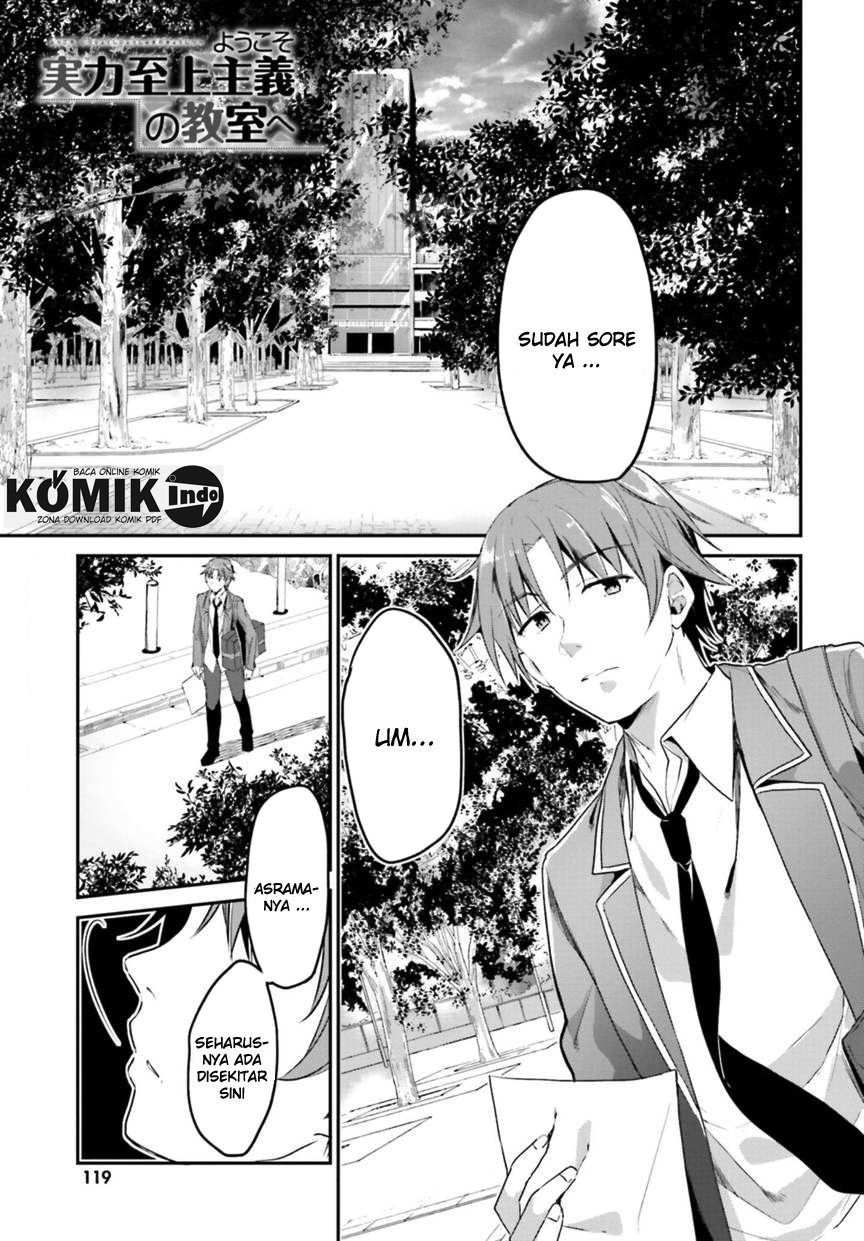 ようこそ
実力至上主義
の教室へ
SUDAH SORE
YA ...
BACA ONLINE KOMIK
KOMIK Indo
ZONA DOWNLOAD KOMIK PDF
UM...
ASRAMA-
NYA ...
SEHARUS-
NYA ADA
DISEKITAR
SINI
119